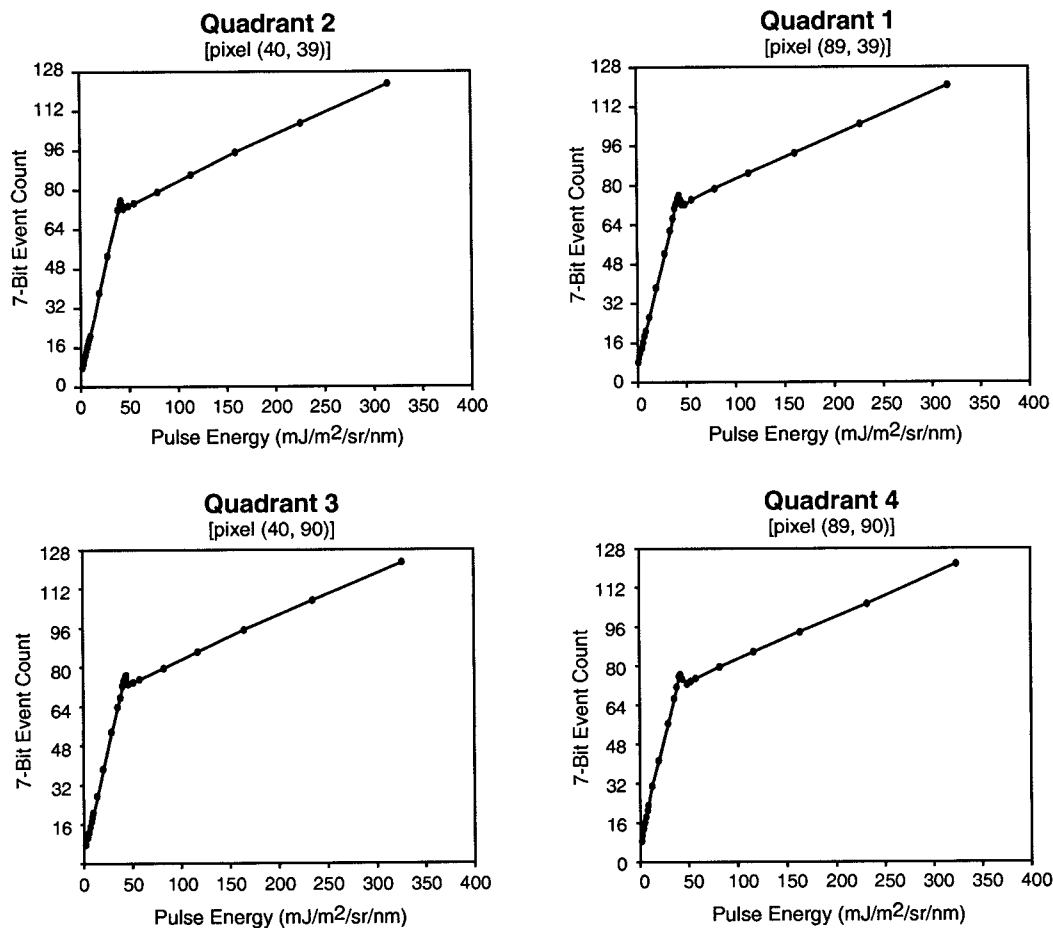 Quadrant 2
[pixel (40, 39)]
128
112
96
80
64
48
32
16
0
7-Bit Event Count
0 50 100 150 200 250 300 350 400
Pulse Energy (mJ/m2/sr/nm)
Quadrant 1
[pixel (89, 39)]
128
112
96
80
64
48
32
16
0
7-Bit Event Count
0 50 100 150 200 250 300 350 400
Pulse Energy (mJ/m2/sr/nm)
Quadrant 3
[pixel (40, 90)]
128
112
96
80
64
48
32
16
7-Bit Event Count
0 50 100 150 200 250 300 350 400
Pulse Energy (mJ/m2/sr/nm)
Quadrant 4
[pixel (89, 90)]
128
112
96
80
64
48
32
16
0
7-Bit Event Count
0 50 100 150 200 250 300 350 400
Pulse Energy (mJ/m2/sr/nm)